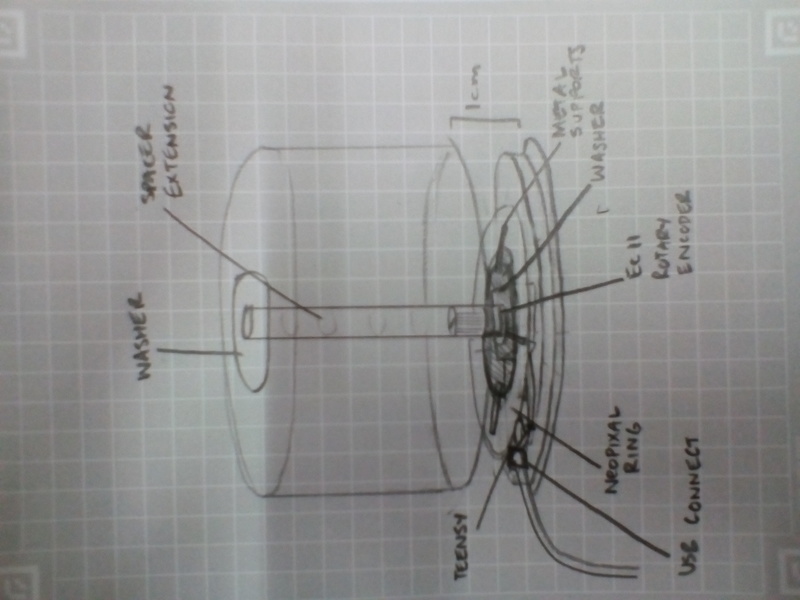 SPACER
EXTENSION
WASHER
1cm
METAL
SUPPORTS
WASHER
EC11
ROTARY
ENCODER
NEOPIXAL
RING
TEENSY
USB CONNECT